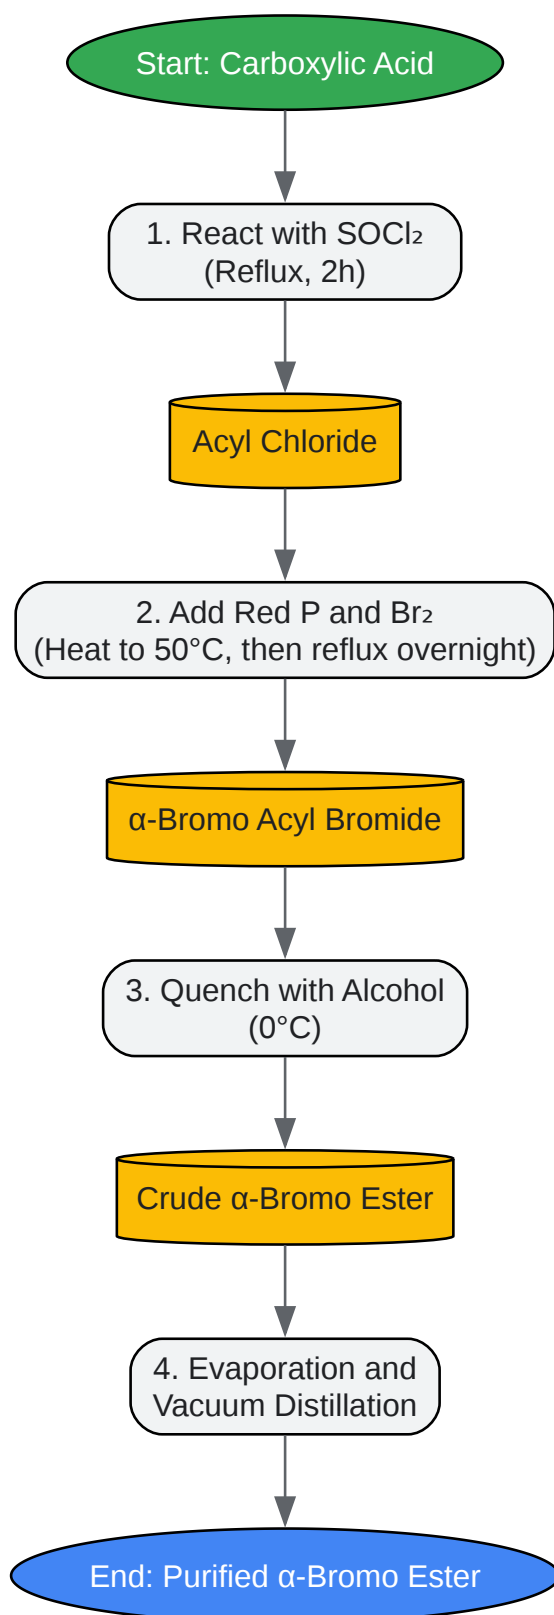 Start: Carboxylic Acid
1. React with SOCl₂
(Reflux, 2h)
Acyl Chloride
2. Add Red P and Br₂
(Heat to 50°C, then reflux overnight)
α-Bromo Acyl Bromide
3. Quench with Alcohol
(0°C)
Crude α-Bromo Ester
4. Evaporation and
Vacuum Distillation
End: Purified α-Bromo Ester